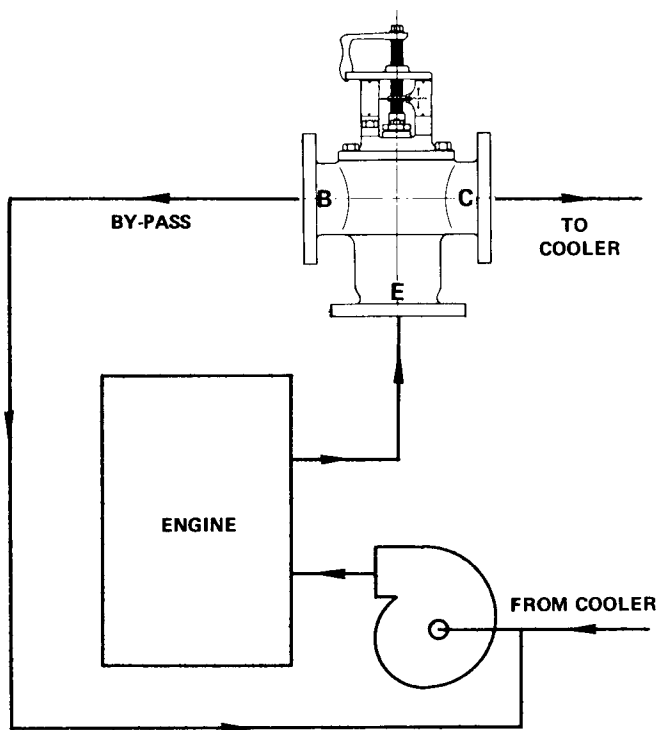 B
C
BY-PASS
TO
COOLER
E
ENGINE
FROM COOLER